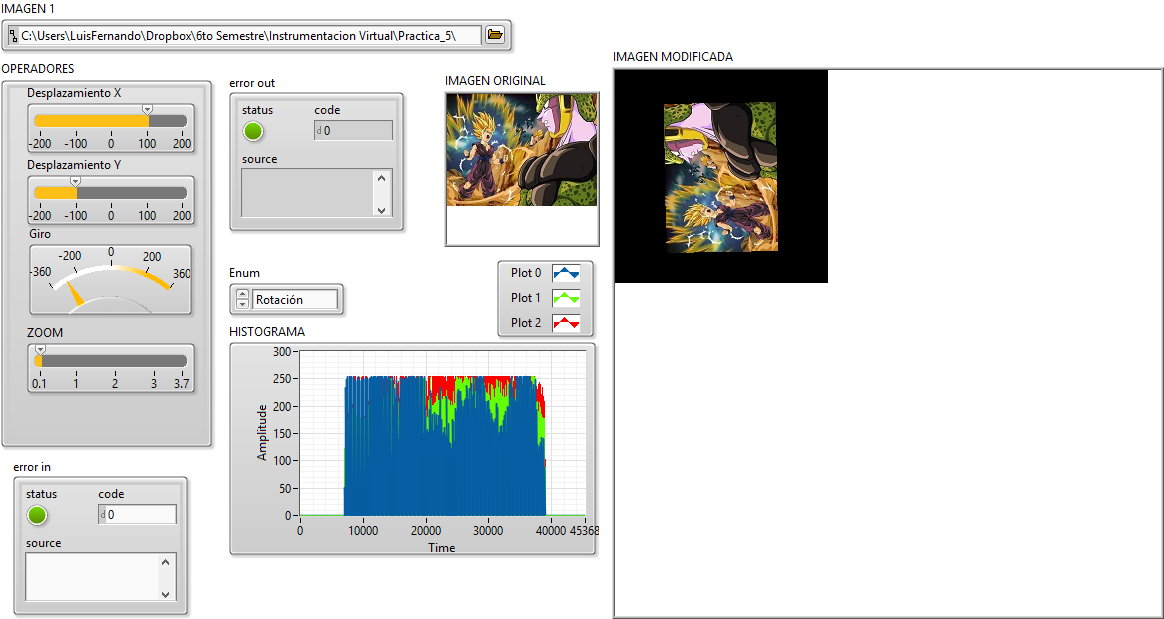 IMAGEN 1
C:\Users\LuisFernando\Dropbox\6to Semestre\Instrumentacion Virtual\Practica_5\
OPERADORES
Desplazamiento X
-200 -100 0 100 200
Desplazamiento Y
-200 -100 0 100 200
Giro
-360 -200 0 200 360
ZOOM
0.1 1 2 3 3.7
error in
status code
d 0
source
error out
status code
d 0
source
Enum
Rotación
IMAGEN ORIGINAL
Plot 0
Plot 1
Plot 2
HISTOGRAMA
Amplitude
300
250
200
150
100
50
0
0 10000 20000 30000 40000 45368
Time
IMAGEN MODIFICADA